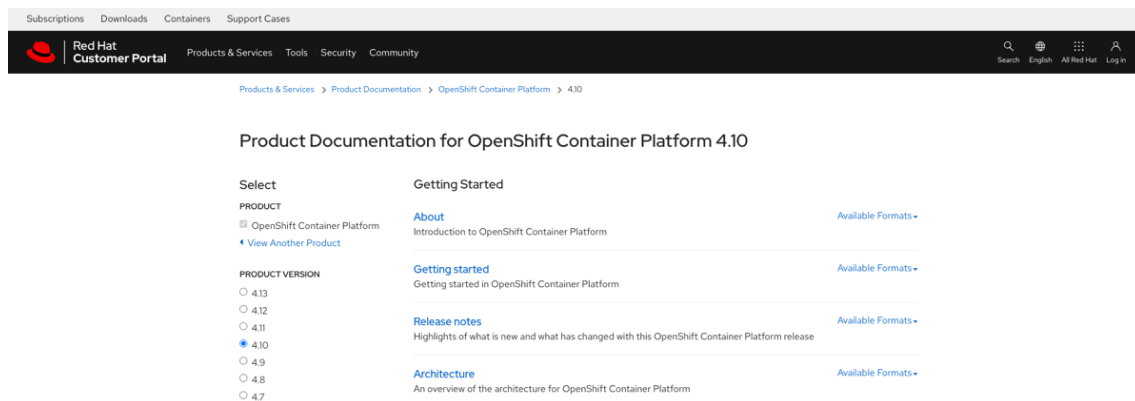 Subscriptions Downloads Containers Support Cases
Red Hat
Customer Portal
Products & Services Tools Security Community
Search English All Red Hat Log in
Products & Services > Product Documentation > OpenShift Container Platform > 4.10
Product Documentation for OpenShift Container Platform 4.10
Select
PRODUCT
OpenShift Container Platform
View Another Product
PRODUCT VERSION
4.13
4.12
4.11
4.10
4.9
4.8
4.7
Getting Started
About Available Formats
Introduction to OpenShift Container Platform
Getting started Available Formats
Getting started in OpenShift Container Platform
Release notes Available Formats
Highlights of what is new and what has changed with this OpenShift Container Platform release
Architecture Available Formats
An overview of the architecture for OpenShift Container Platform